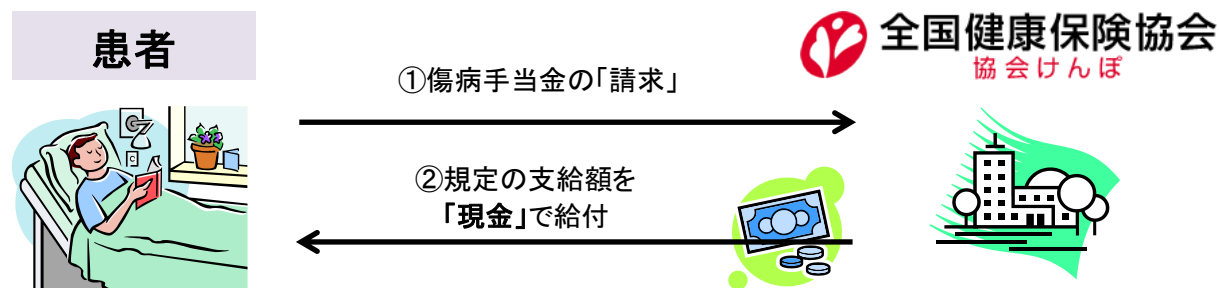 患者
全国健康保険協会
協会けんぽ
①傷病手当金の「請求」
②規定の支給額を
「現金」で給付